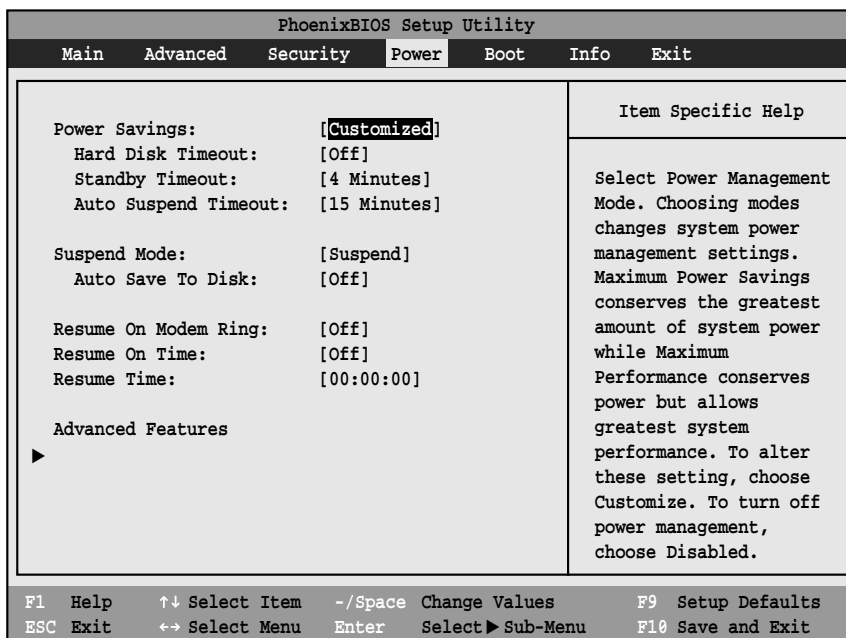 PhoenixBIOS Setup Utility
Main Advanced Security Power Boot Info Exit
Power Savings: [Customized]
Hard Disk Timeout: [Off]
Standby Timeout: [4 Minutes]
Auto Suspend Timeout: [15 Minutes]
Suspend Mode: [Suspend]
Auto Save To Disk: [Off]
Resume On Modem Ring: [Off]
Resume On Time: [Off]
Resume Time: [00:00:00]
Advanced Features
▶
Item Specific Help
Select Power Management
Mode. Choosing modes
changes system power
management settings.
Maximum Power Savings
conserves the greatest
amount of system power
while Maximum
Performance conserves
power but allows
greatest system
performance. To alter
these setting, choose
Customize. To turn off
power management,
choose Disabled.
F1 Help ↑↓ Select Item -/Space Change Values F9 Setup Defaults
ESC Exit ←→ Select Menu Enter Select ▶ Sub-Menu F10 Save and Exit